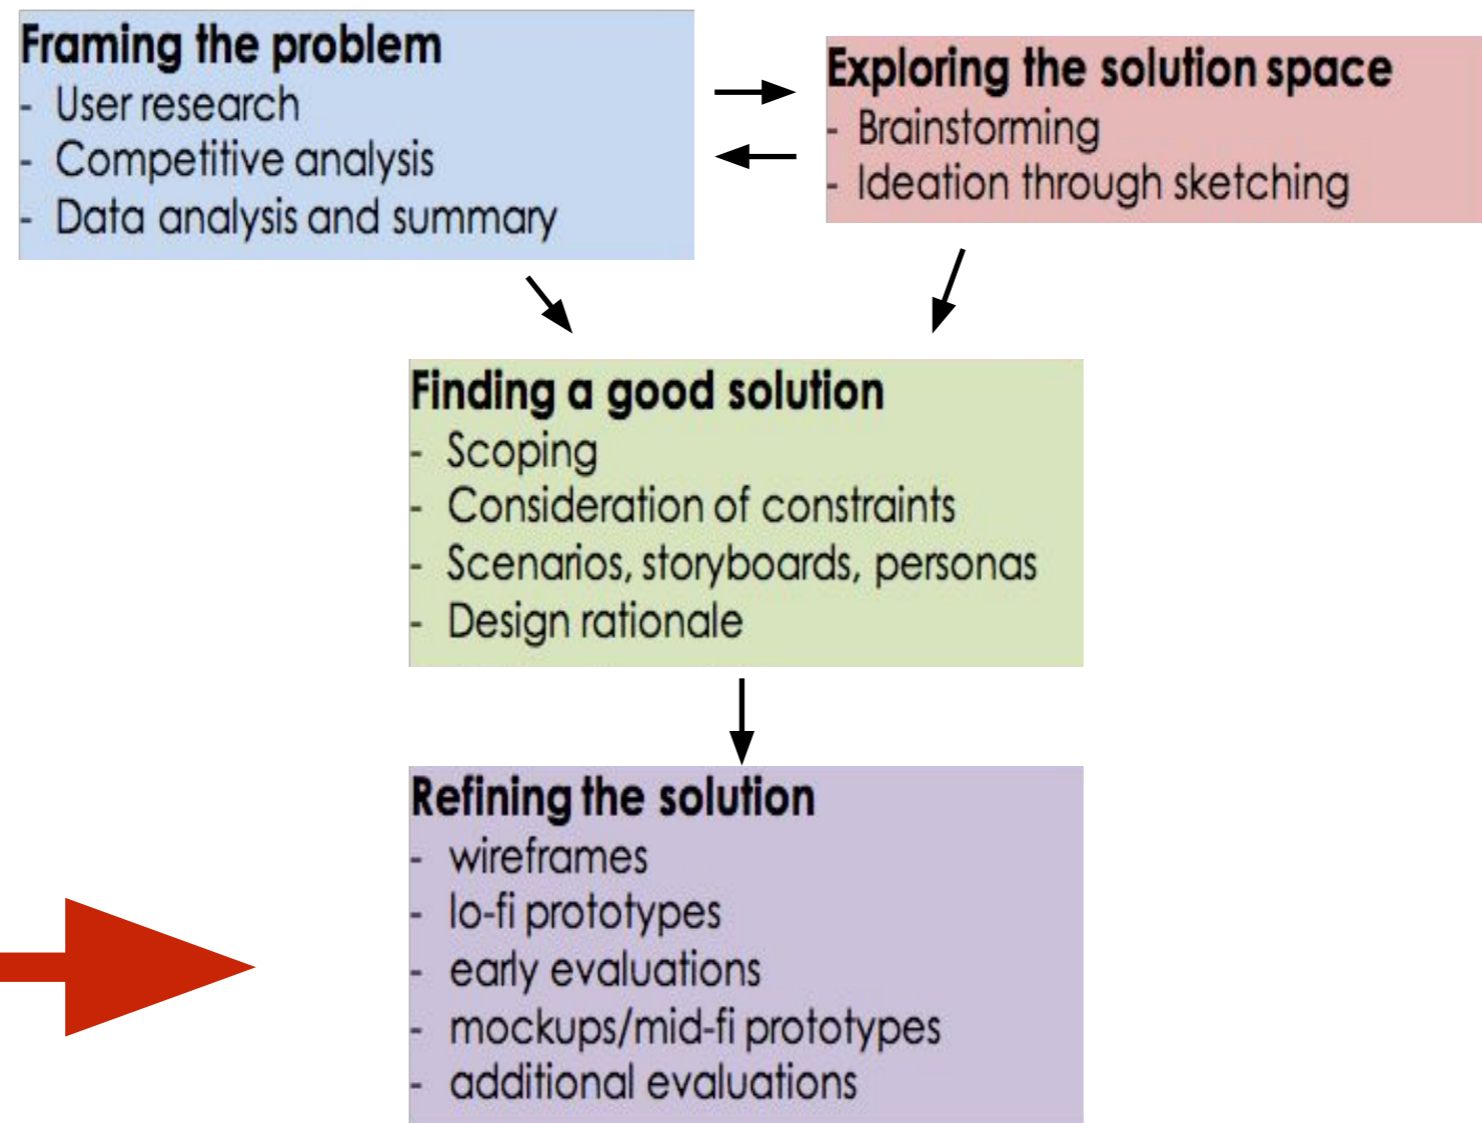 Framing the problem
- User research
- Competitive analysis
- Data analysis and summary
Exploring the solution space
- Brainstorming
- Ideation through sketching
Finding a good solution
- Scoping
- Consideration of constraints
- Scenarios, storyboards, personas
- Design rationale
Refining the solution
- wireframes
- lo-fi prototypes
- early evaluations
- mockups/mid-fi prototypes
- additional evaluations